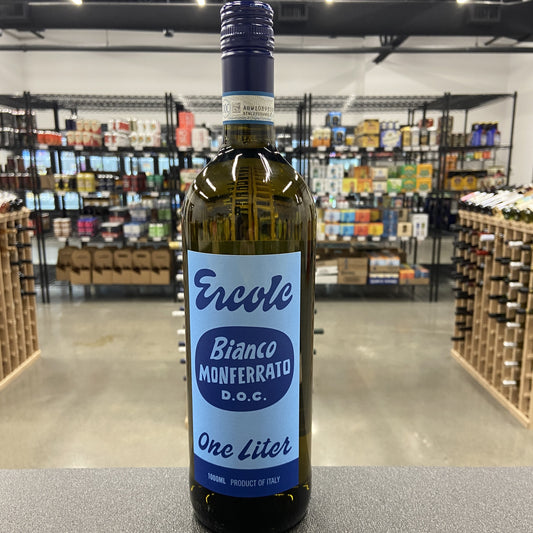 Ercole
Bianco
MONFERRATO
D.O.C.
One Liter
1000ML PRODUCT OF ITALY